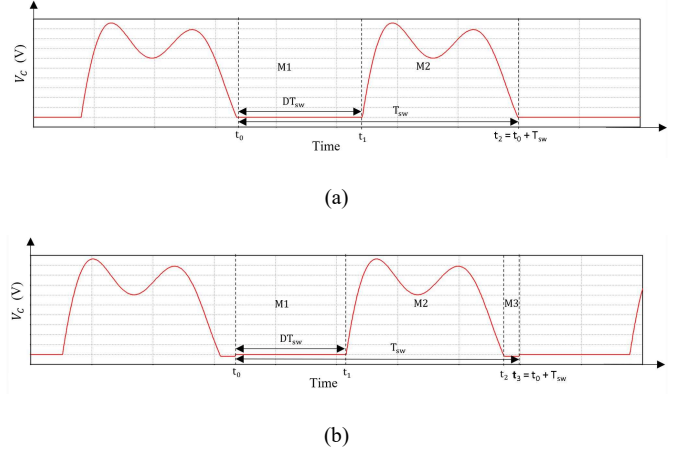 V_C (V)
M1
M2
DT_sw
T_sw
t_0
t_1
t_2 = t_0 + T_sw
Time
(a)
V_C (V)
M1
M2
M3
DT_sw
T_sw
t_0
t_1
t_2
t_3 = t_0 + T_sw
Time
(b)